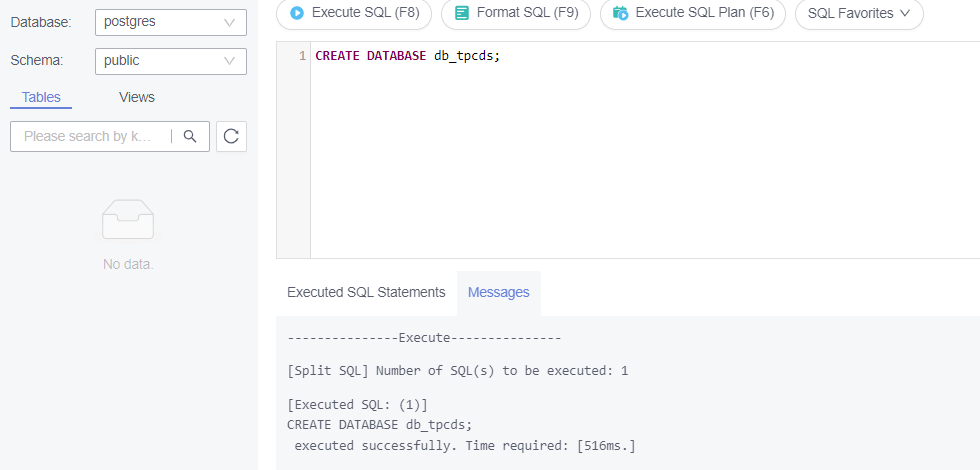 Database: postgres
Schema: public
Tables Views
Please search by k...
No data.
Execute SQL (F8) Format SQL (F9) Execute SQL Plan (F6) SQL Favorites
1 CREATE DATABASE db_tpcds;
Executed SQL Statements Messages
---------------Execute---------------
[Split SQL] Number of SQL(s) to be executed: 1
[Executed SQL: (1)]
CREATE DATABASE db_tpcds;
executed successfully. Time required: [516ms.]